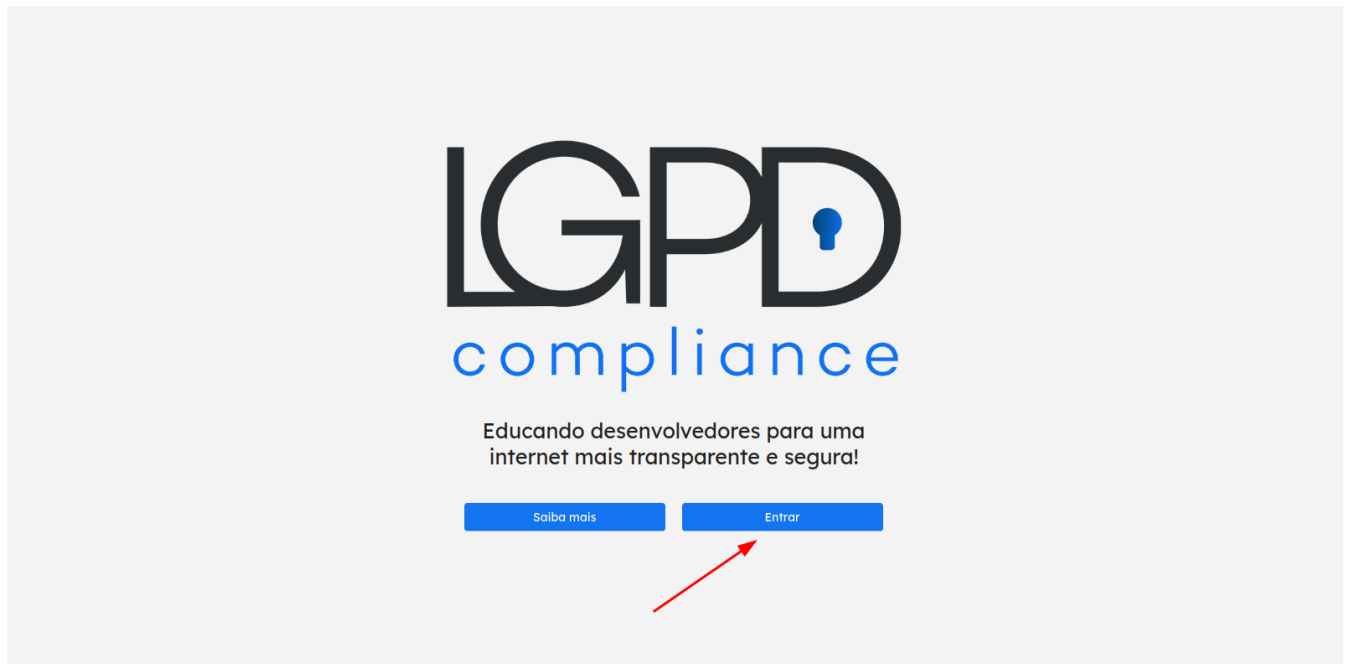 LGPD
compliance
Educando desenvolvedores para uma
internet mais transparente e segura!
Saiba mais
Entrar